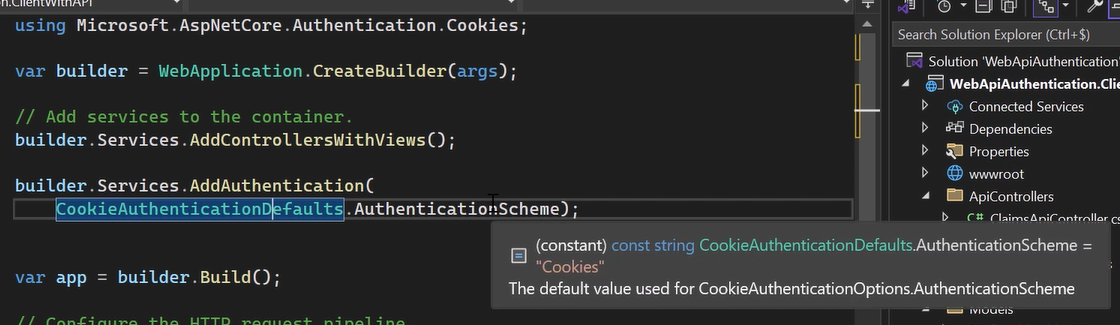 .ClientWithAPI
using Microsoft.AspNetCore.Authentication.Cookies;
var builder = WebApplication.CreateBuilder(args);
// Add services to the container.
builder.Services.AddControllersWithViews();
builder.Services.AddAuthentication(
CookieAuthenticationDefaults.AuthenticationScheme);
(constant) const string CookieAuthenticationDefaults.AuthenticationScheme =
"Cookies"
The default value used for CookieAuthenticationOptions.AuthenticationScheme
var app = builder.Build();
// Configure the HTTP request pipeline
Search Solution Explorer (Ctrl+$)
Solution 'WebApiAuthentication'
WebApiAuthentication.Clie
Connected Services
Dependencies
Properties
wwwroot
ApiControllers
C# ClaimsApiController.cs
Models